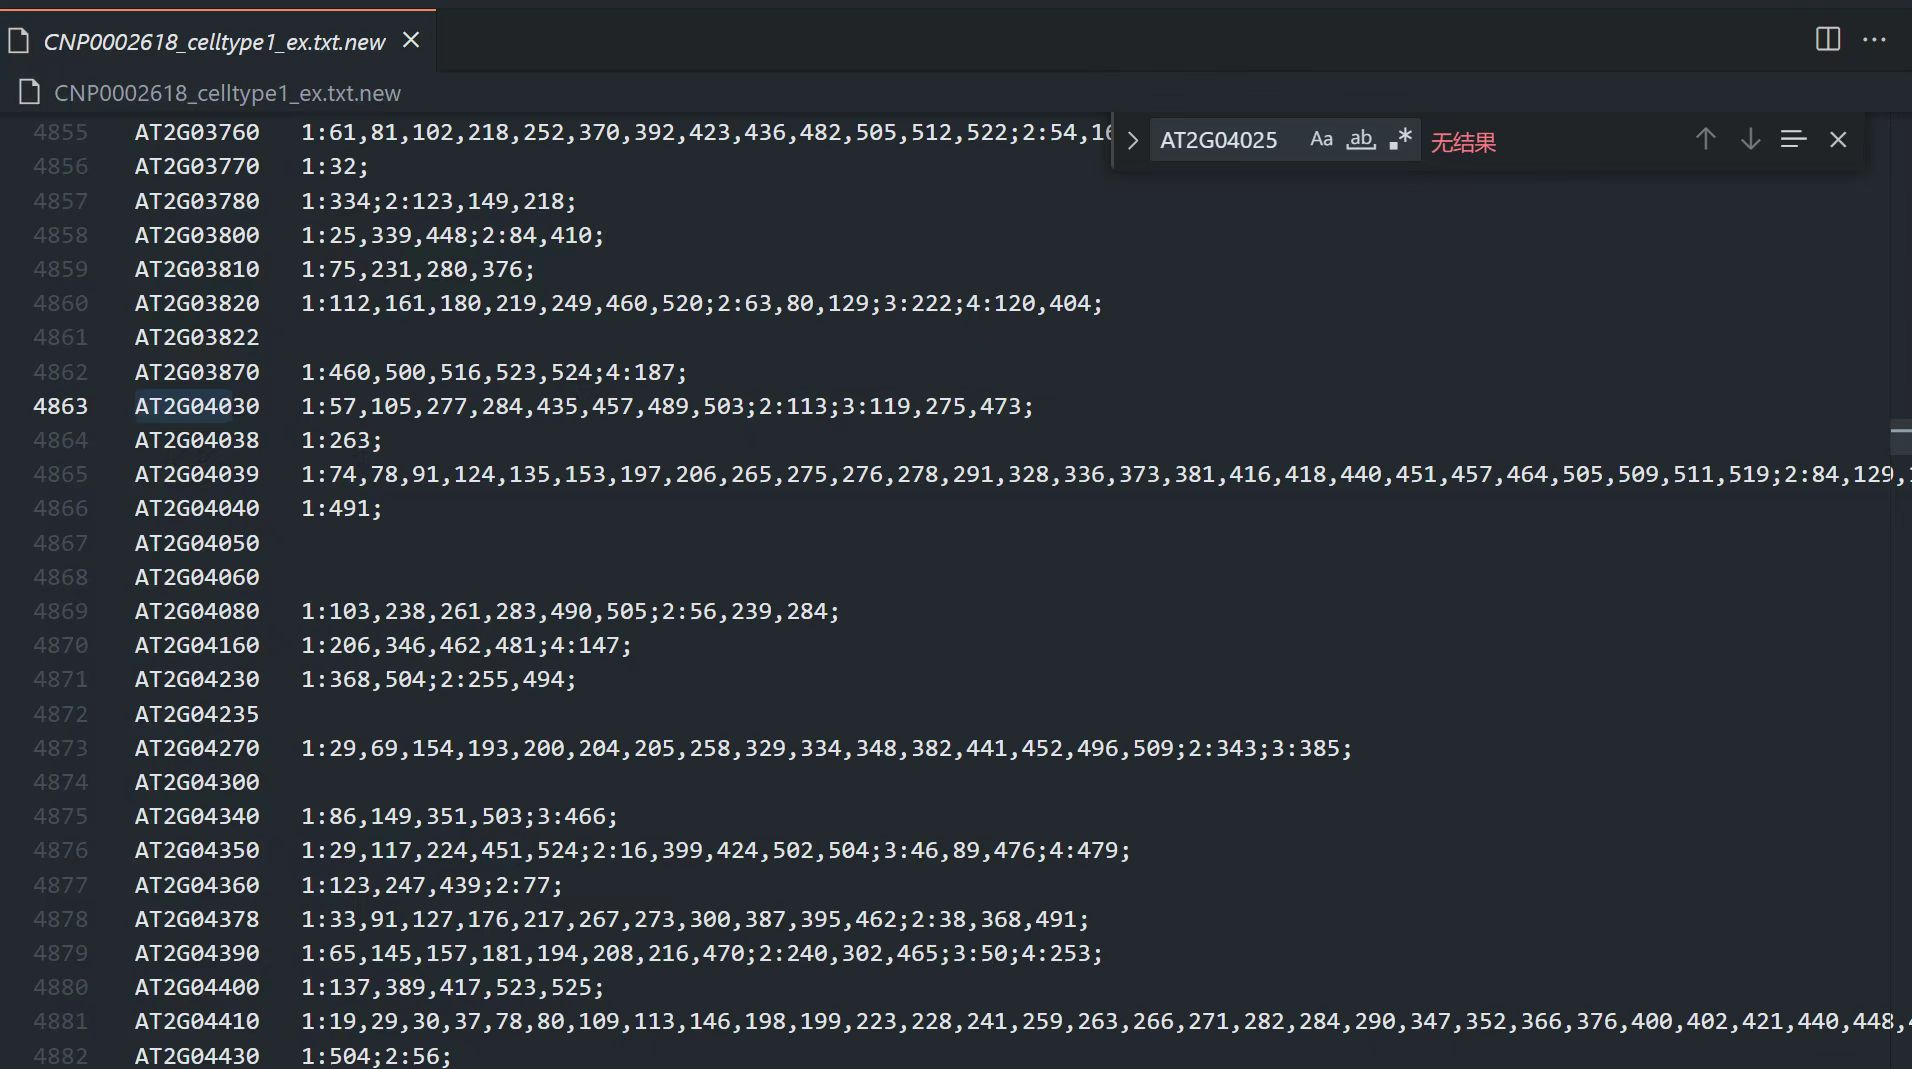 CNP0002618_celltype1_ex.txt.new
CNP0002618_celltype1_ex.txt.new
AT2G04025 Aa ab .* 无结果
4855 AT2G03760 1:61,81,102,218,252,370,392,423,436,482,505,512,522;2:54,16
4856 AT2G03770 1:32;
4857 AT2G03780 1:334;2:123,149,218;
4858 AT2G03800 1:25,339,448;2:84,410;
4859 AT2G03810 1:75,231,280,376;
4860 AT2G03820 1:112,161,180,219,249,460,520;2:63,80,129;3:222;4:120,404;
4861 AT2G03822
4862 AT2G03870 1:460,500,516,523,524;4:187;
4863 AT2G04030 1:57,105,277,284,435,457,489,503;2:113;3:119,275,473;
4864 AT2G04038 1:263;
4865 AT2G04039 1:74,78,91,124,135,153,197,206,265,275,276,278,291,328,336,373,381,416,418,440,451,457,464,505,509,511,519;2:84,129,
4866 AT2G04040 1:491;
4867 AT2G04050
4868 AT2G04060
4869 AT2G04080 1:103,238,261,283,490,505;2:56,239,284;
4870 AT2G04160 1:206,346,462,481;4:147;
4871 AT2G04230 1:368,504;2:255,494;
4872 AT2G04235
4873 AT2G04270 1:29,69,154,193,200,204,205,258,329,334,348,382,441,452,496,509;2:343;3:385;
4874 AT2G04300
4875 AT2G04340 1:86,149,351,503;3:466;
4876 AT2G04350 1:29,117,224,451,524;2:16,399,424,502,504;3:46,89,476;4:479;
4877 AT2G04360 1:123,247,439;2:77;
4878 AT2G04378 1:33,91,127,176,217,267,273,300,387,395,462;2:38,368,491;
4879 AT2G04390 1:65,145,157,181,194,208,216,470;2:240,302,465;3:50;4:253;
4880 AT2G04400 1:137,389,417,523,525;
4881 AT2G04410 1:19,29,30,37,78,80,109,113,146,198,199,223,228,241,259,263,266,271,282,284,290,347,352,366,376,400,402,421,440,448,
4882 AT2G04430 1:504;2:56;